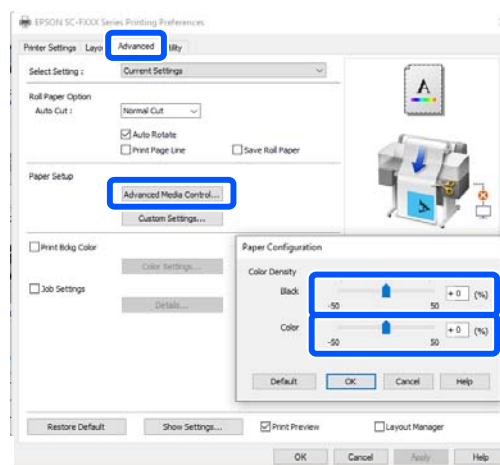 EPSON SC-FXXX Series Printing Preferences
Printer Settings Layo Advanced ility
Select Setting : Current Settings
Roll Paper Option
Auto Cut : Normal Cut
Auto Rotate
Print Page Line Save Roll Paper
Paper Setup
Advanced Media Control...
Custom Settings...
Print Bdkg Color
Color Settings...
Job Settings
Details...
A
Paper Configuration
Color Density
Black -50 50 + 0 (%)
Color -50 50 + 0 (%)
Default OK Cancel Help
Restore Default Show Settings... Print Preview Layout Manager
OK Cancel Apply Help